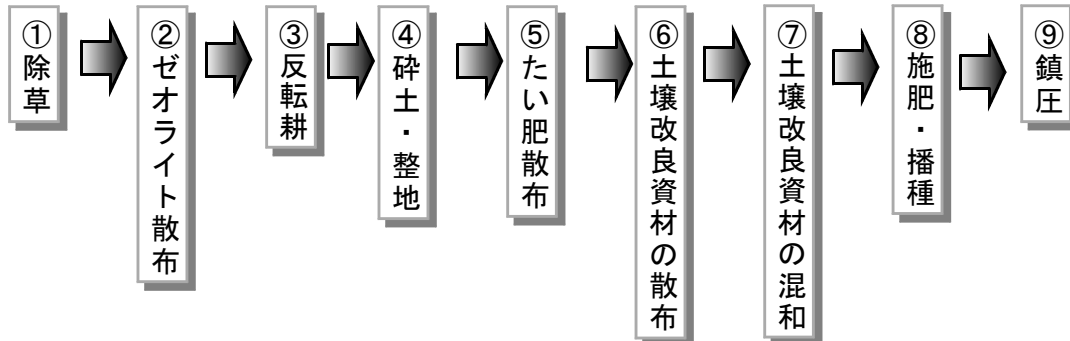 ①除草
②ゼオライト散布
③反転耕
④砕土・整地
⑤たい肥散布
⑥土壌改良資材の散布
⑦土壌改良資材の混和
⑧施肥・播種
⑨鎮圧